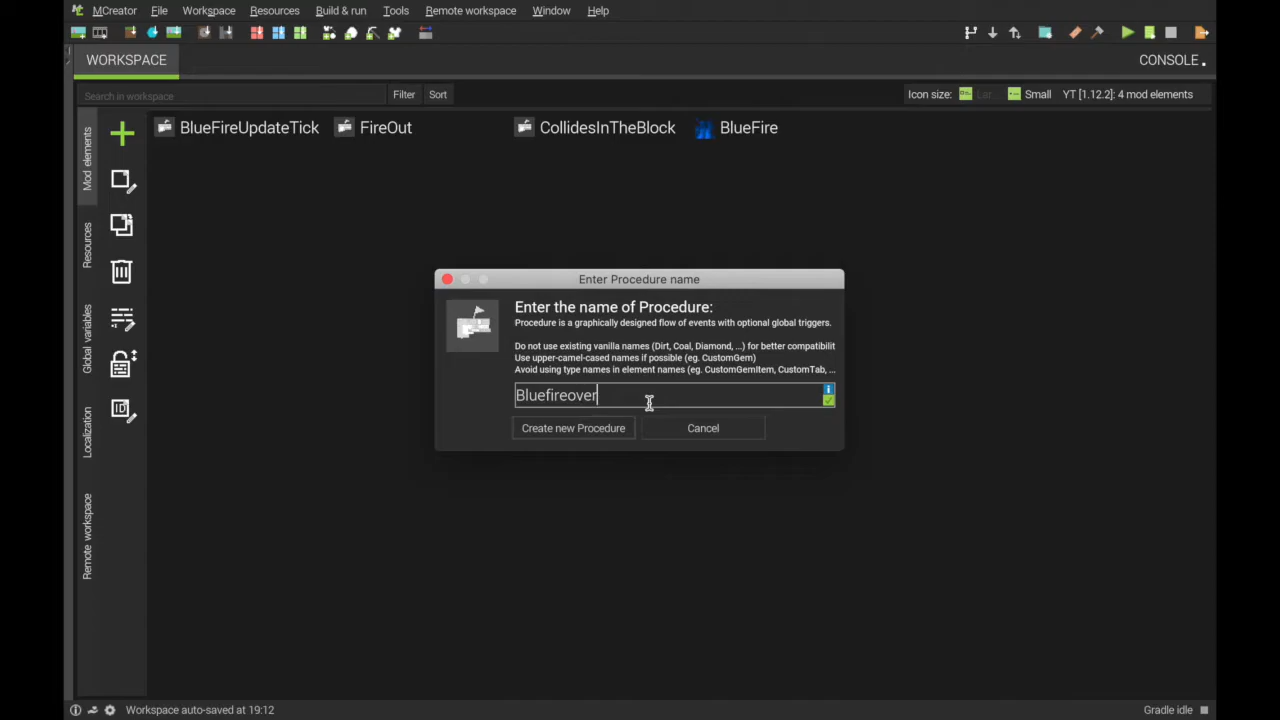 MCreator File Workspace Resources Build & run Tools Remote workspace Window Help
WORKSPACE
CONSOLE
Search in workspace
Filter
Sort
Icon size:
Small
YT [1.12.2]: 4 mod elements
Mod elements
Resources
Global variables
Localization
Remote workspace
BlueFireUpdateTick
FireOut
CollidesInTheBlock
BlueFire
Enter Procedure name
Enter the name of Procedure:
Procedure is a graphically designed flow of events with optional global triggers.
Do not use existing vanilla names (Dirt, Coal, Diamond, ...) for better compatibilit
Use upper-camel-cased names if possible (eg. CustomGem)
Avoid using type names in element names (eg. CustomGemItem, CustomTab, ...
Bluefireover
Create new Procedure
Cancel
Workspace auto-saved at 19:12
Gradle idle